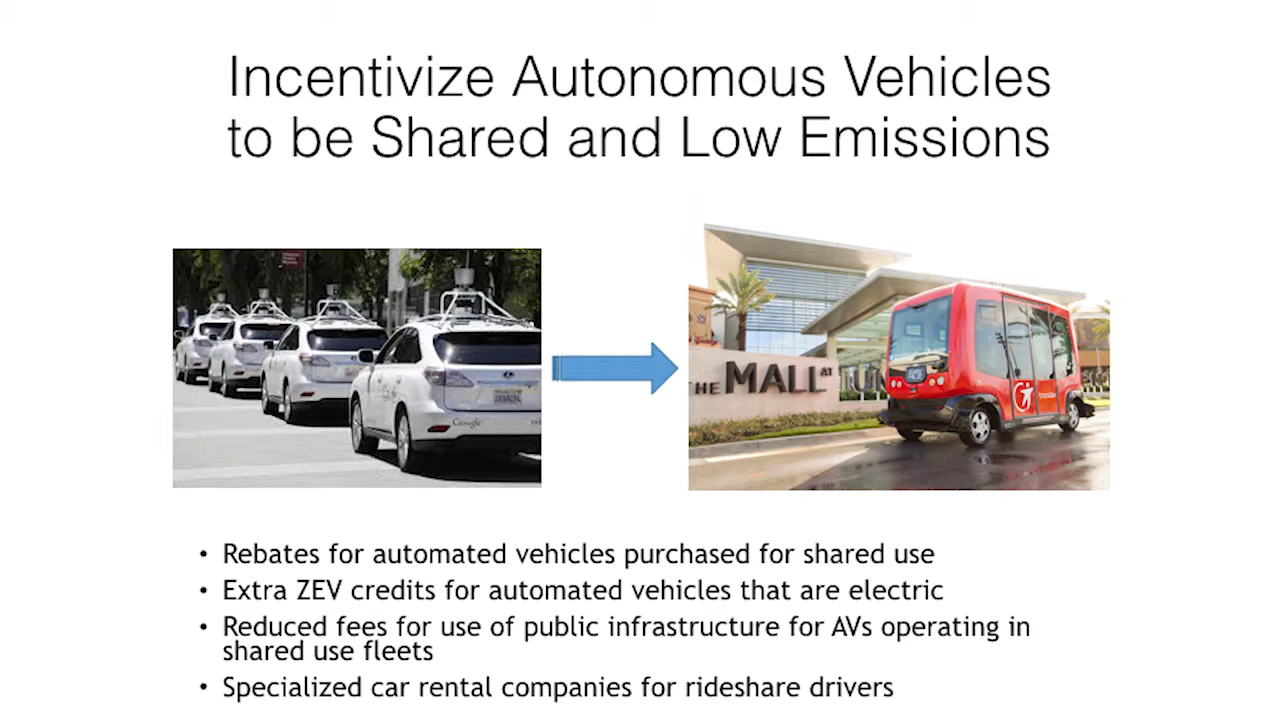 Incentivize Autonomous Vehicles
to be Shared and Low Emissions
Google
THE MALL AT
• Rebates for automated vehicles purchased for shared use
• Extra ZEV credits for automated vehicles that are electric
• Reduced fees for use of public infrastructure for AVs operating in
shared use fleets
• Specialized car rental companies for rideshare drivers